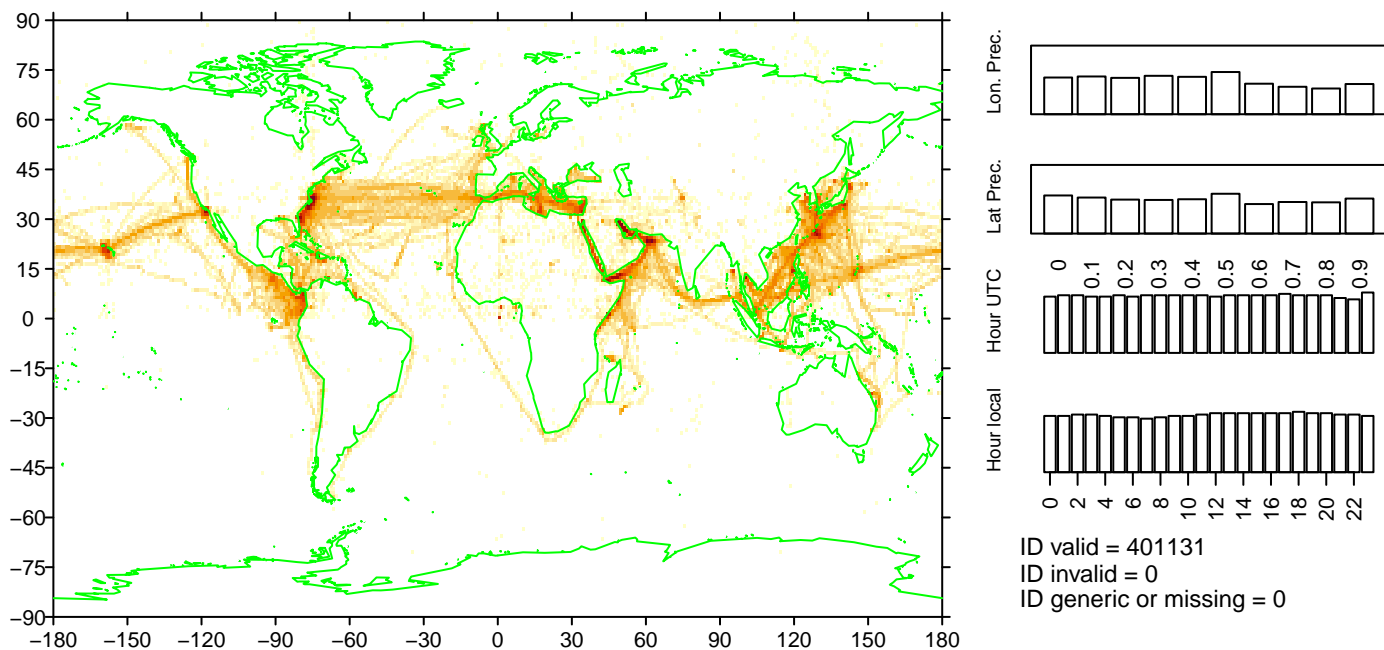 90
75
60
45
30
15
0
−15
−30
−45
−60
−75
−90
−180 −150 −120 −90 −60 −30 0 30 60 90 120 150 180
Lon. Prec.
Lat Prec.
0 0.1 0.2 0.3 0.4 0.5 0.6 0.7 0.8 0.9
Hour UTC
Hour local
0 2 4 6 8 10 12 14 16 18 20 22
ID valid = 401131
ID invalid = 0
ID generic or missing = 0